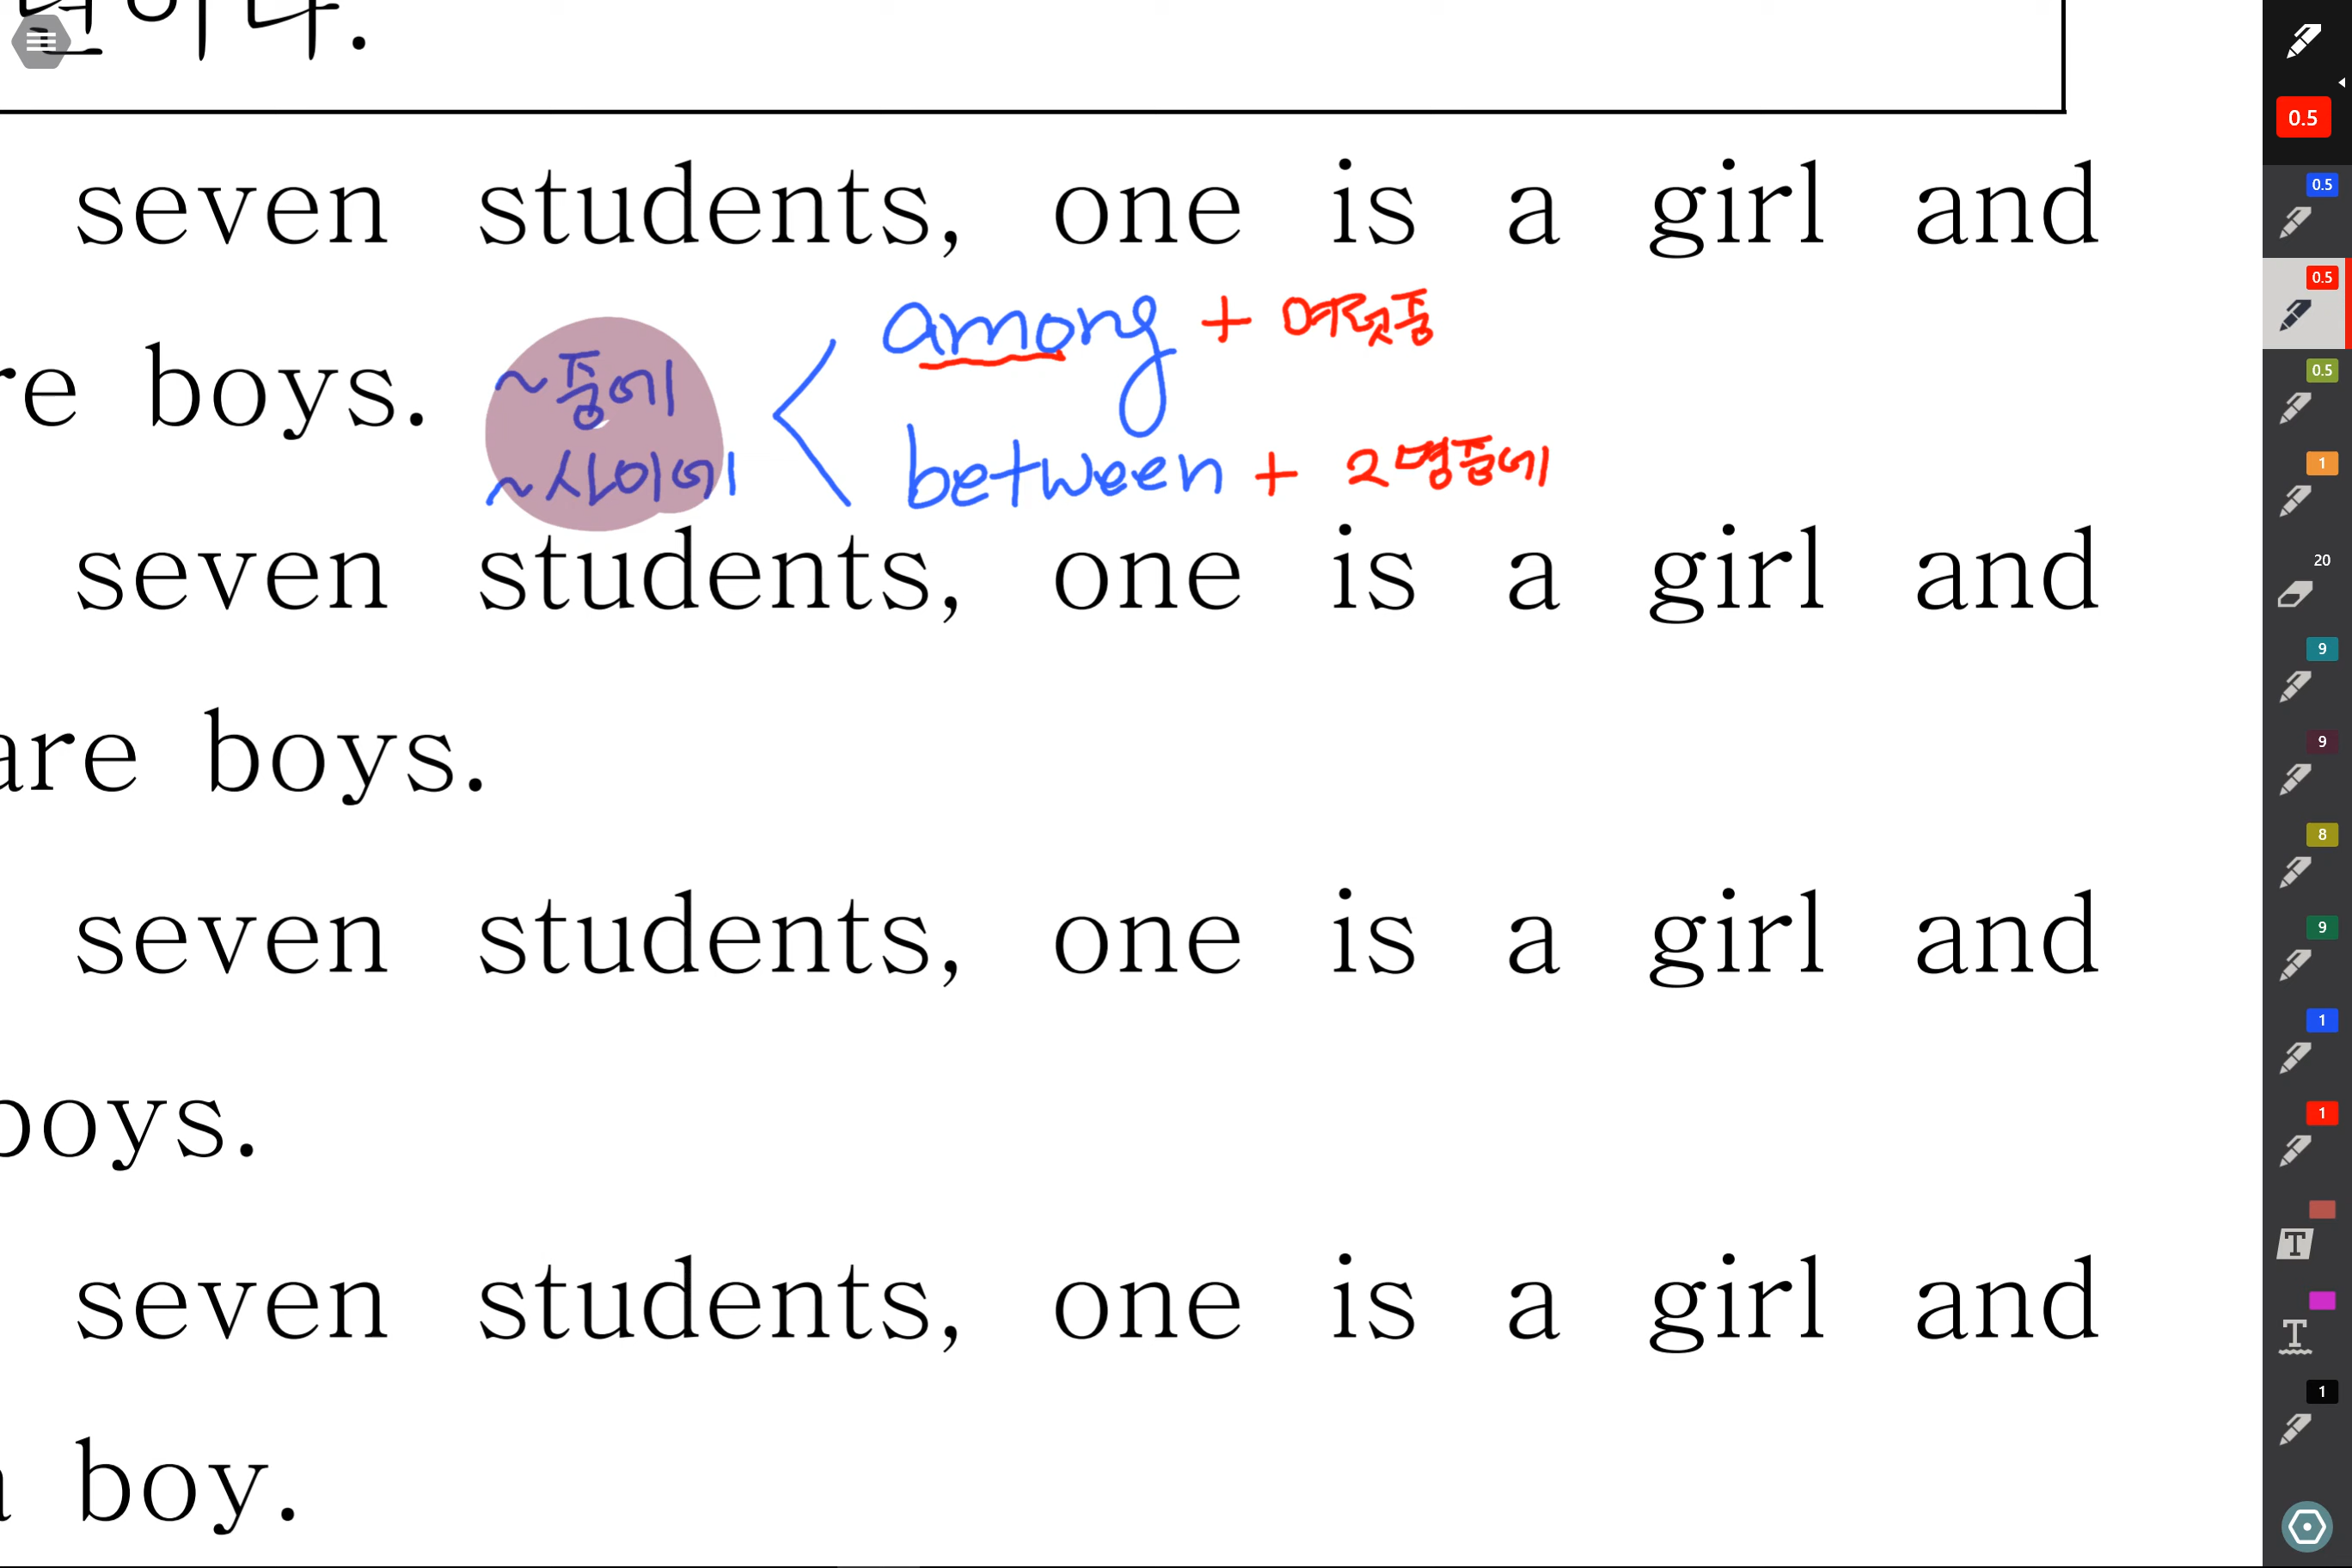 이다.
seven students, one is a girl and
among + 여럿중
re boys.
~중에
~사이에
between + 2명중에
seven students, one is a girl and
are boys.
seven students, one is a girl and
boys.
seven students, one is a girl and
boy.
0.5
0.5
0.5
0.5
1
20
9
9
8
9
1
1
T
T
1